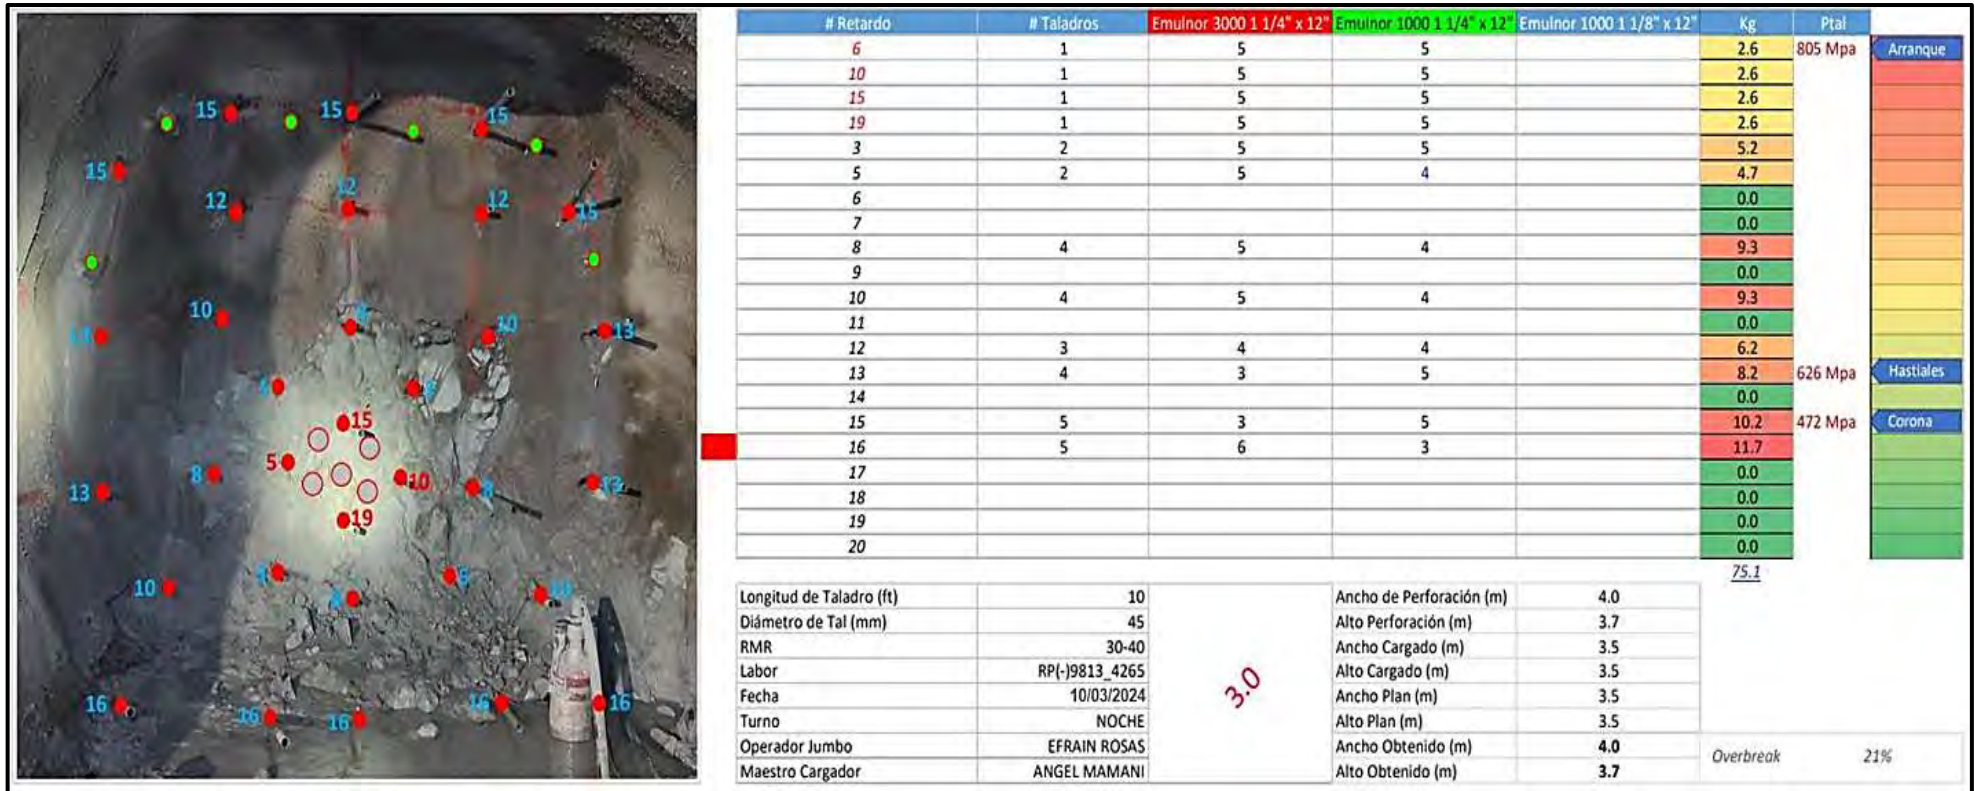 # Retardo # Taladros Emulnor 3000 1 1/4" x 12" Emulnor 1000 1 1/4" x 12" Emulnor 1000 1 1/8" x 12" Kg Ptal
6 1 5 5 2.6 805 Mpa Arranque
10 1 5 5 2.6
15 1 5 5 2.6
19 1 5 5 2.6
3 2 5 5 5.2
5 2 5 4 4.7
6 0.0
7 0.0
8 4 5 4 9.3
9 0.0
10 4 5 4 9.3
11 0.0
12 3 4 4 6.2
13 4 3 5 8.2 626 Mpa Hastiales
14 0.0
15 5 3 5 10.2 472 Mpa Corona
16 5 6 3 11.7
17 0.0
18 0.0
19 0.0
20 0.0
75.1
Longitud de Taladro (ft) 10 Ancho de Perforación (m) 4.0
Diámetro de Tal (mm) 45 Alto Perforación (m) 3.7
RMR 30-40 Ancho Cargado (m) 3.5
Labor RP(-)9813_4265 Alto Cargado (m) 3.5
Fecha 10/03/2024 Ancho Plan (m) 3.5
Turno NOCHE Alto Plan (m) 3.5
Operador Jumbo EFRAIN ROSAS Ancho Obtenido (m) 4.0
Maestro Cargador ANGEL MAMANI Alto Obtenido (m) 3.7
3.0
Overbreak 21%
15 15 15
15
12 12 12 15
10 10 13
15
5 10
8 8
13 13
19
10 10
16 16 16 16 16